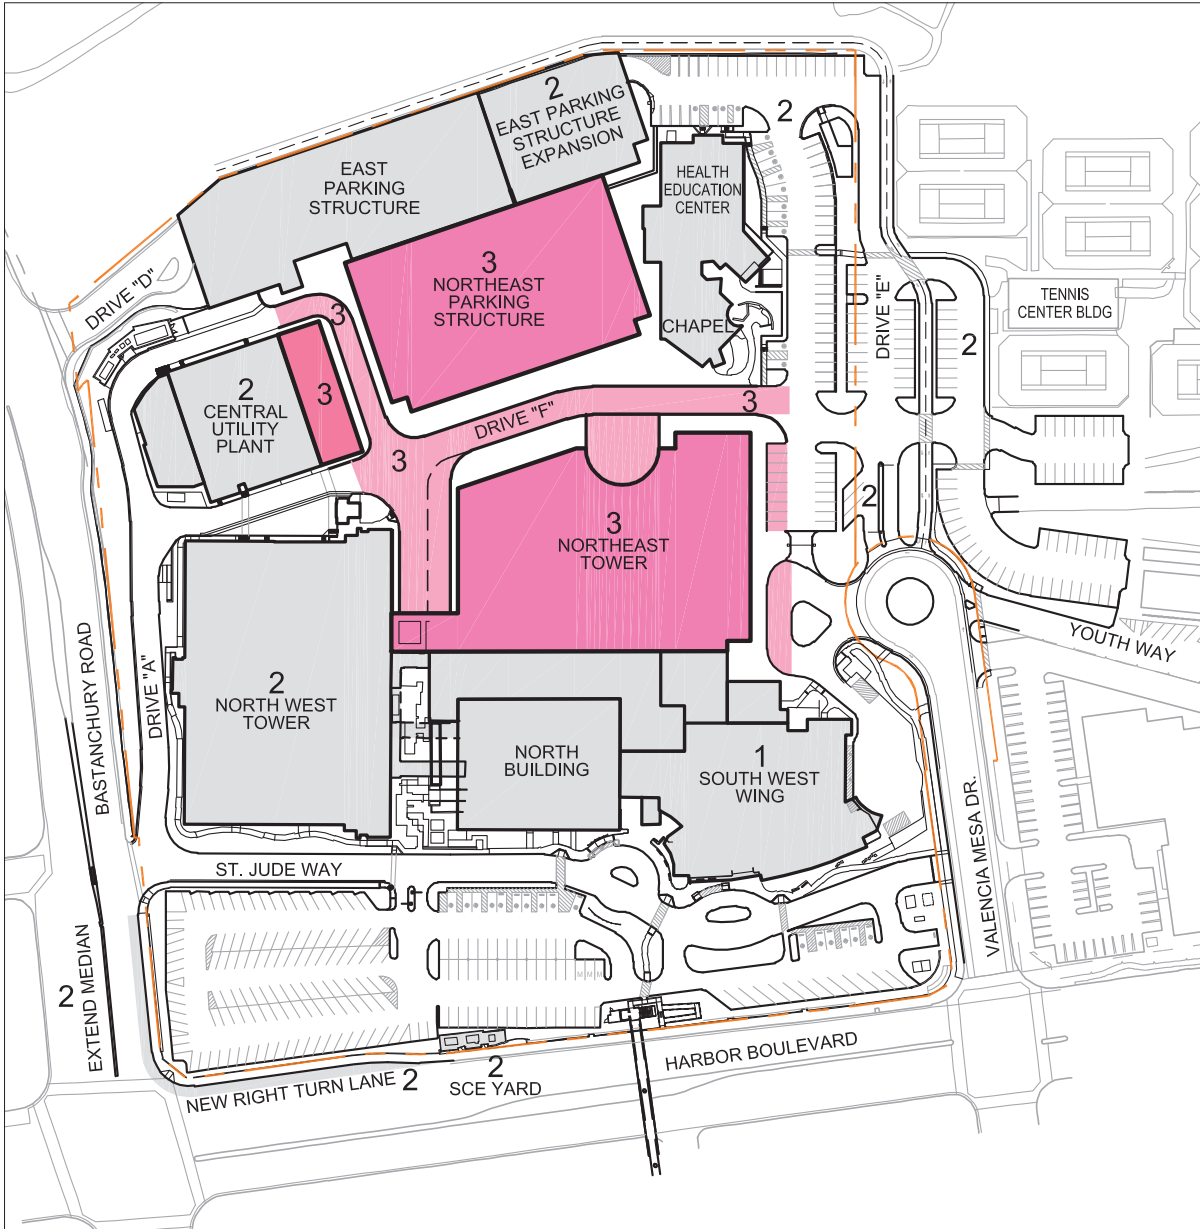 2
EAST PARKING
STRUCTURE
EXPANSION
2
EAST
PARKING
STRUCTURE
HEALTH
EDUCATION
CENTER
3
NORTHEAST
PARKING
STRUCTURE
DRIVE "D"
DRIVE "E"
TENNIS
CENTER BLDG
3
CHAPEL
2
2
CENTRAL
UTILITY
PLANT
3
3
DRIVE "F"
3
2
3
NORTHEAST
TOWER
YOUTH WAY
BASTANCHURY ROAD
DRIVE "A"
2
NORTH WEST
TOWER
NORTH
BUILDING
1
SOUTH WEST
WING
VALENCIA MESA DR.
ST. JUDE WAY
2
EXTEND MEDIAN
M M M
HARBOR BOULEVARD
NEW RIGHT TURN LANE 2
2
SCE YARD